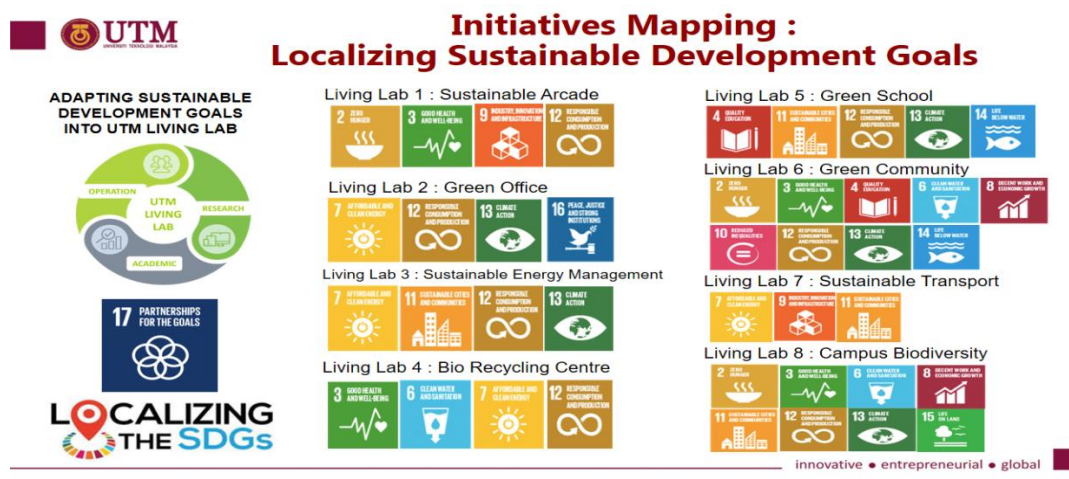 UTM
UNIVERSITI TEKNOLOGI MALAYSIA
Initiatives Mapping :
Localizing Sustainable Development Goals
ADAPTING SUSTAINABLE
DEVELOPMENT GOALS
INTO UTM LIVING LAB
OPERATION
RESEARCH
UTM
LIVING
LAB
ACADEMIC
17 PARTNERSHIPS
FOR THE GOALS
LOCALIZING
THE SDGs
Living Lab 1 : Sustainable Arcade
2 ZERO
HUNGER
3 GOOD HEALTH
AND WELL-BEING
9 INDUSTRY, INNOVATION
AND INFRASTRUCTURE
12 RESPONSIBLE
CONSUMPTION
AND PRODUCTION
Living Lab 2 : Green Office
7 AFFORDABLE AND
CLEAN ENERGY
12 RESPONSIBLE
CONSUMPTION
AND PRODUCTION
13 CLIMATE
ACTION
16 PEACE, JUSTICE
AND STRONG
INSTITUTIONS
Living Lab 3 : Sustainable Energy Management
7 AFFORDABLE AND
CLEAN ENERGY
11 SUSTAINABLE CITIES
AND COMMUNITIES
12 RESPONSIBLE
CONSUMPTION
AND PRODUCTION
13 CLIMATE
ACTION
Living Lab 4 : Bio Recycling Centre
3 GOOD HEALTH
AND WELL-BEING
6 CLEAN WATER
AND SANITATION
7 AFFORDABLE AND
CLEAN ENERGY
12 RESPONSIBLE
CONSUMPTION
AND PRODUCTION
Living Lab 5 : Green School
4 QUALITY
EDUCATION
11 SUSTAINABLE CITIES
AND COMMUNITIES
12 RESPONSIBLE
CONSUMPTION
AND PRODUCTION
13 CLIMATE
ACTION
14 LIFE
BELOW WATER
Living Lab 6 : Green Community
2 ZERO
HUNGER
3 GOOD HEALTH
AND WELL-BEING
4 QUALITY
EDUCATION
6 CLEAN WATER
AND SANITATION
8 DECENT WORK AND
ECONOMIC GROWTH
10 REDUCED
INEQUALITIES
12 RESPONSIBLE
CONSUMPTION
AND PRODUCTION
13 CLIMATE
ACTION
14 LIFE
BELOW WATER
Living Lab 7 : Sustainable Transport
7 AFFORDABLE AND
CLEAN ENERGY
9 INDUSTRY, INNOVATION
AND INFRASTRUCTURE
11 SUSTAINABLE CITIES
AND COMMUNITIES
Living Lab 8 : Campus Biodiversity
2 ZERO
HUNGER
3 GOOD HEALTH
AND WELL-BEING
6 CLEAN WATER
AND SANITATION
8 DECENT WORK AND
ECONOMIC GROWTH
11 SUSTAINABLE CITIES
AND COMMUNITIES
12 RESPONSIBLE
CONSUMPTION
AND PRODUCTION
13 CLIMATE
ACTION
15 LIFE
ON LAND
innovative ● entrepreneurial ● global